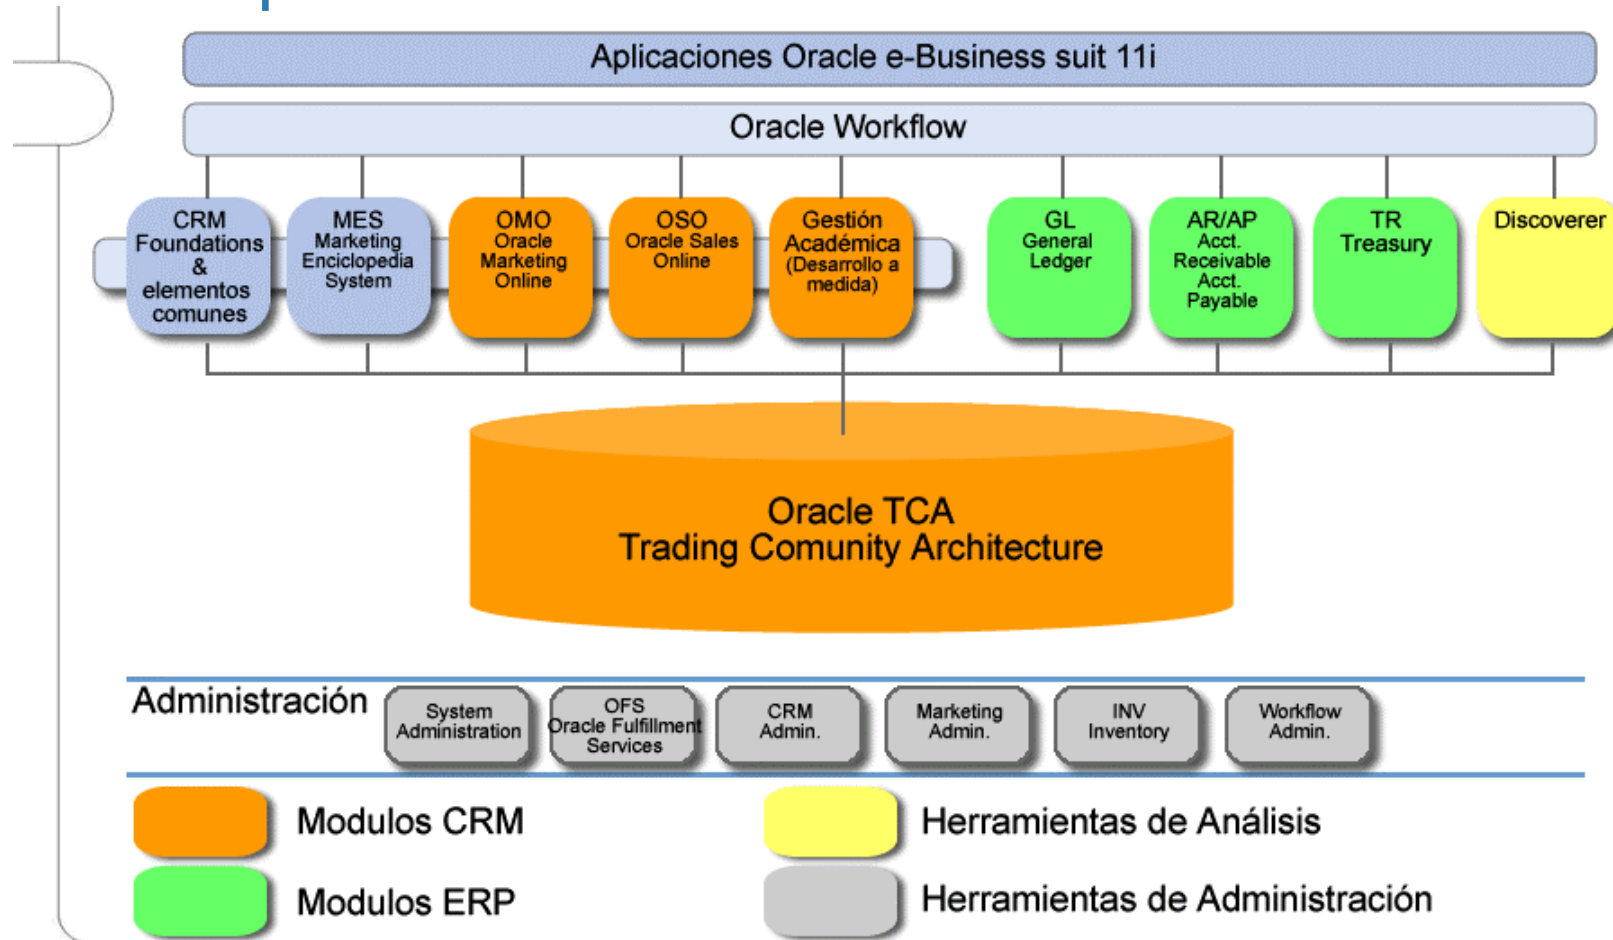 Aplicaciones Oracle e-Business suit 11i
Oracle Workflow
CRM
Foundations
&
elementos
comunes
MES
Marketing
Enciclopedia
System
OMO
Oracle
Marketing
Online
OSO
Oracle Sales
Online
Gestión
Académica
(Desarrollo a
medida)
GL
General
Ledger
AR/AP
Acct.
Receivable
Acct.
Payable
TR
Treasury
Discoverer
Oracle TCA
Trading Comunity Architecture
Administración
System
Administration
OFS
Oracle Fulfillment
Services
CRM
Admin.
Marketing
Admin.
INV
Inventory
Workflow
Admin.
Modulos CRM
Herramientas de Análisis
Modulos ERP
Herramientas de Administración